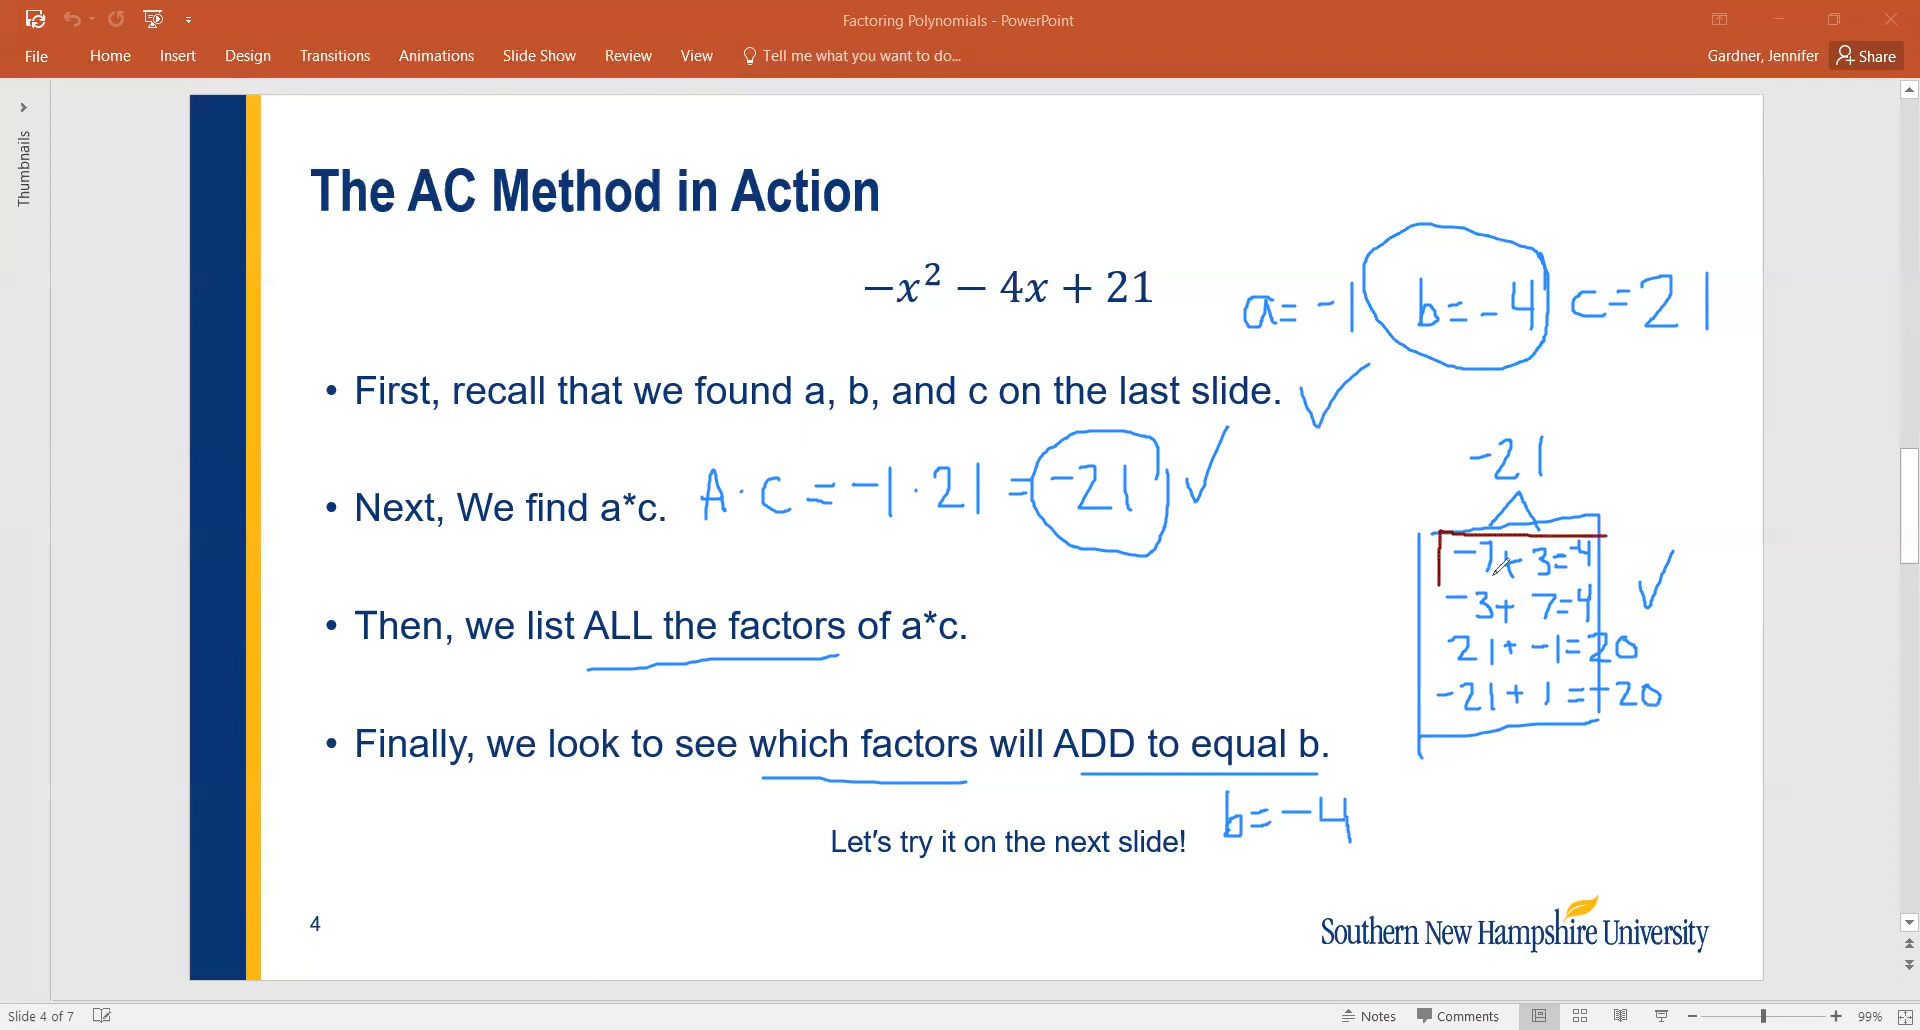 Factoring Polynomials - PowerPoint
File Home Insert Design Transitions Animations Slide Show Review View Tell me what you want to do... Gardner, Jennifer Share
Thumbnails
The AC Method in Action
−x² − 4x + 21
a = -1 b = -4 c = 21
• First, recall that we found a, b, and c on the last slide. ✓
• Next, We find a*c. A · C = -1 · 21 = -21 ✓
-21
-7 + 3 = -4
-3 + 7 = 4 ✓
21 + -1 = 20
-21 + 1 = -20
• Then, we list ALL the factors of a*c.
• Finally, we look to see which factors will ADD to equal b.
b = -4
Let's try it on the next slide!
4
Southern New Hampshire University
Slide 4 of 7 Notes Comments 99%